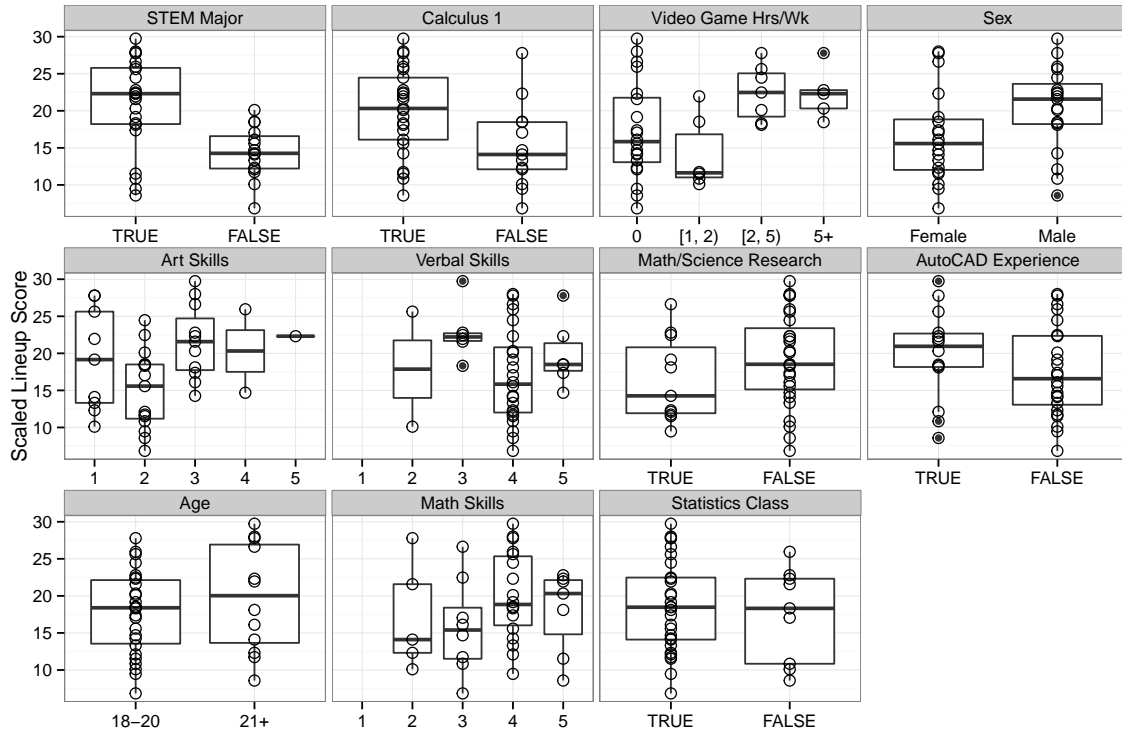 STEM Major
Calculus 1
Video Game Hrs/Wk
Sex
30
25
20
15
10
TRUE FALSE
TRUE FALSE
0 [1, 2) [2, 5) 5+
Female Male
Scaled Lineup Score
Art Skills
Verbal Skills
Math/Science Research
AutoCAD Experience
30
25
20
15
10
1 2 3 4 5
1 2 3 4 5
TRUE FALSE
TRUE FALSE
Age
Math Skills
Statistics Class
30
25
20
15
10
18−20 21+
1 2 3 4 5
TRUE FALSE